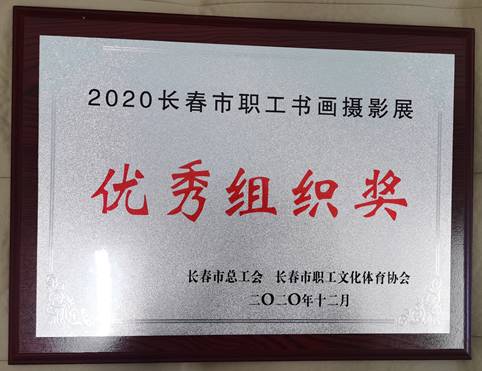 2020长春市职工书画摄影展
优秀组织奖
长春市总工会 长春市职工文化体育协会
二〇二〇年十二月